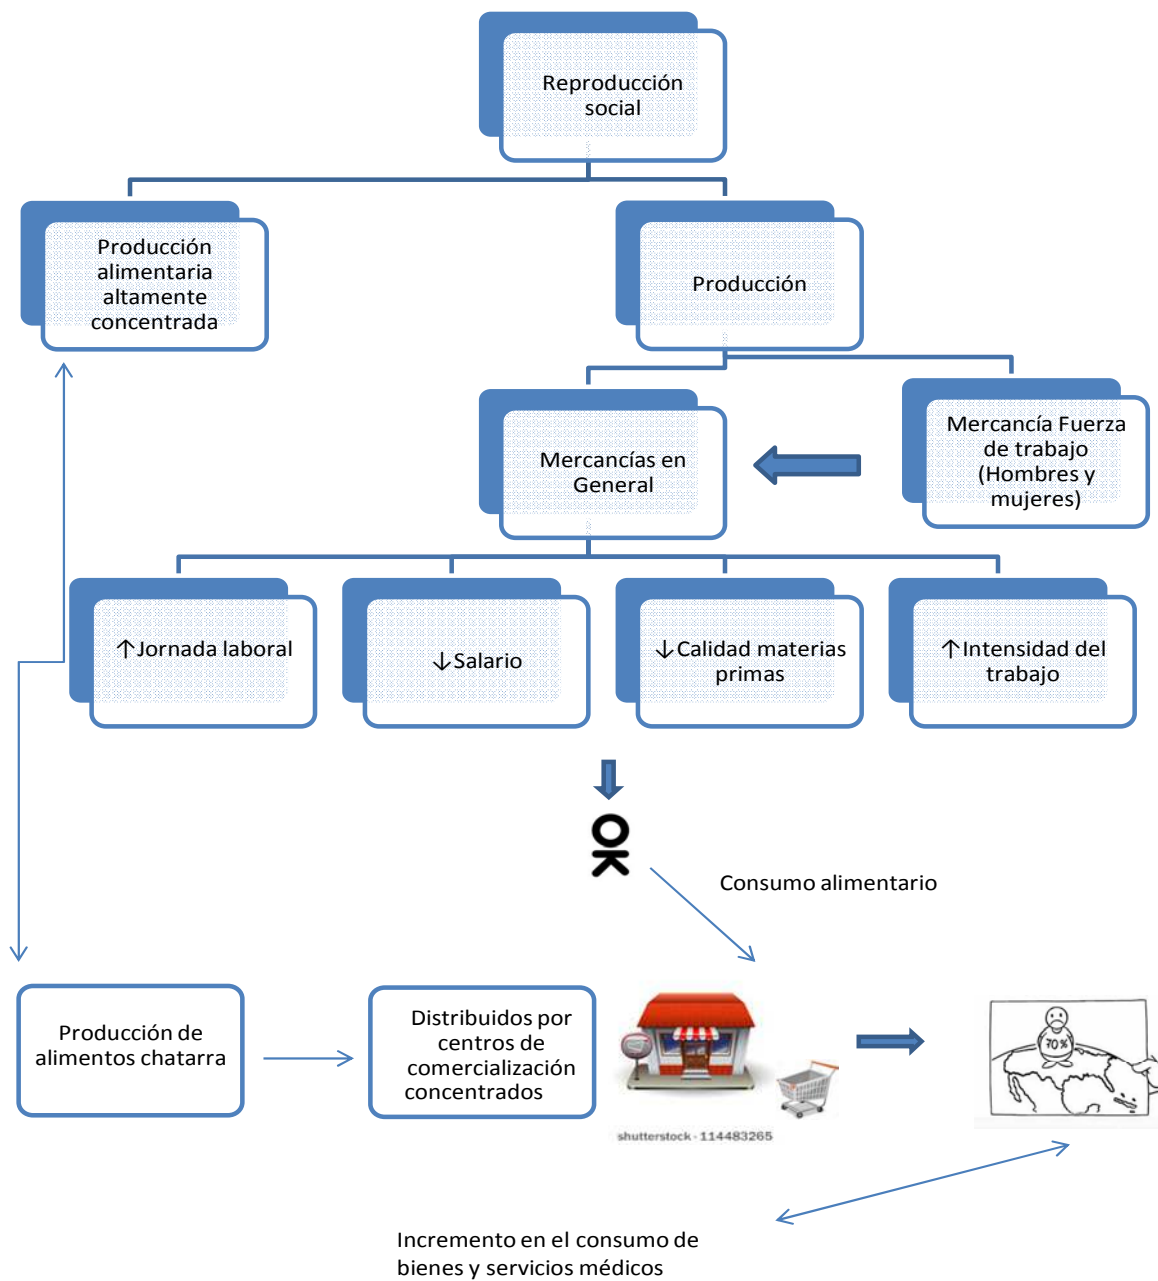 Reproducción
social
Producción
alimentaria
altamente
concentrada
Producción
Mercancías en
General
Mercancía Fuerza
de trabajo
(Hombres y
mujeres)
↑Jornada laboral
↓Salario
↓Calidad materias
primas
↑Intensidad del
trabajo
OK
Consumo alimentario
Producción de
alimentos chatarra
Distribuidos por
centros de
comercialización
concentrados
shutterstock · 114483265
70%
Incremento en el consumo de
bienes y servicios médicos